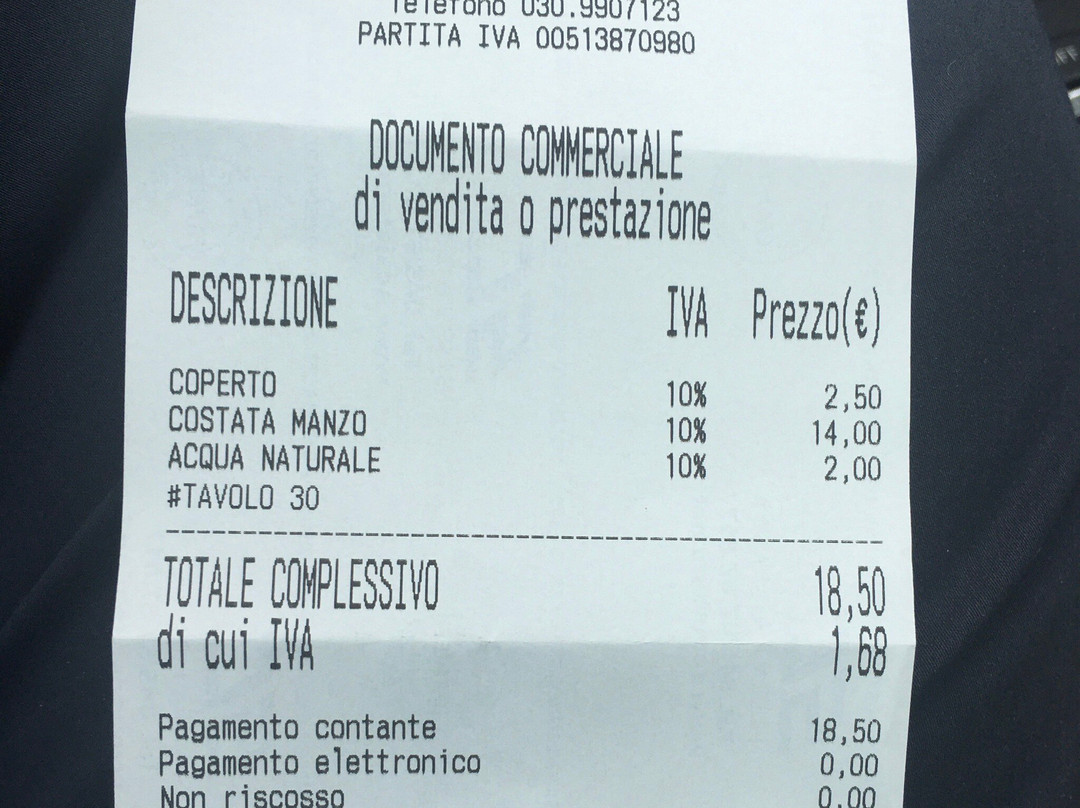 Telefono 030.9907123
PARTITA IVA 00513870980
DOCUMENTO COMMERCIALE
di vendita o prestazione
DESCRIZIONE IVA Prezzo(€)
COPERTO 10% 2,50
COSTATA MANZO 10% 14,00
ACQUA NATURALE 10% 2,00
#TAVOLO 30
--------------------------------
TOTALE COMPLESSIVO 18,50
di cui IVA 1,68
Pagamento contante 18,50
Pagamento elettronico 0,00
Non riscosso 0,00